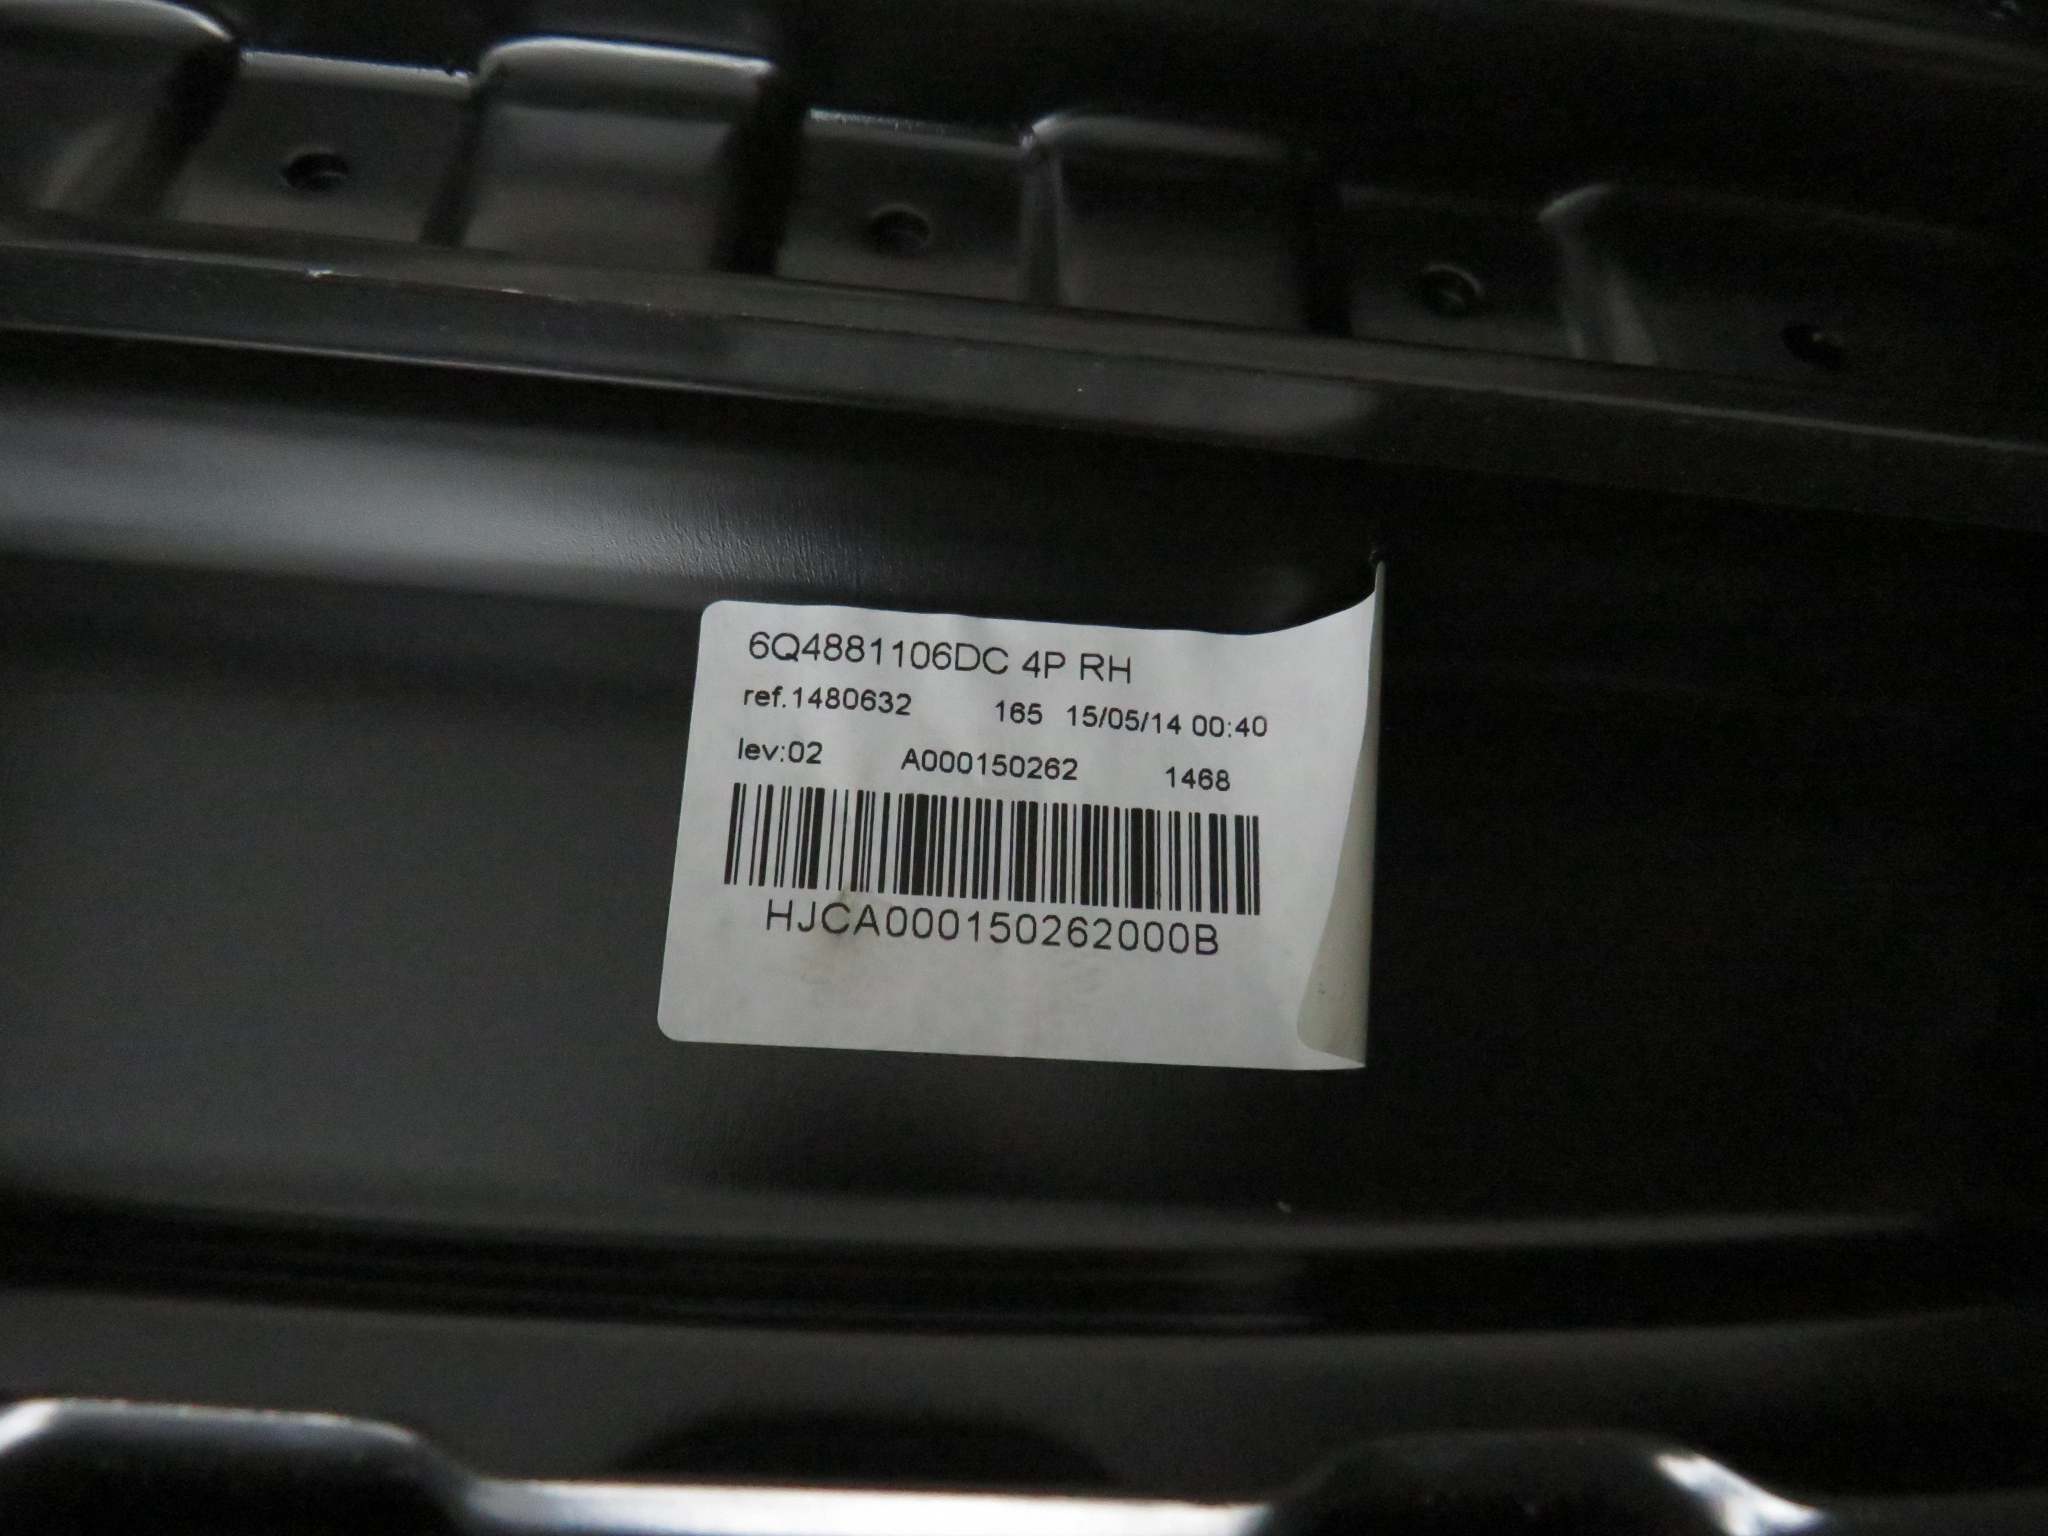 6Q4881106DC 4P RH
ref.1480632 165 15/05/14 00:40
lev:02 A000150262 1468
HJCA000150262000B